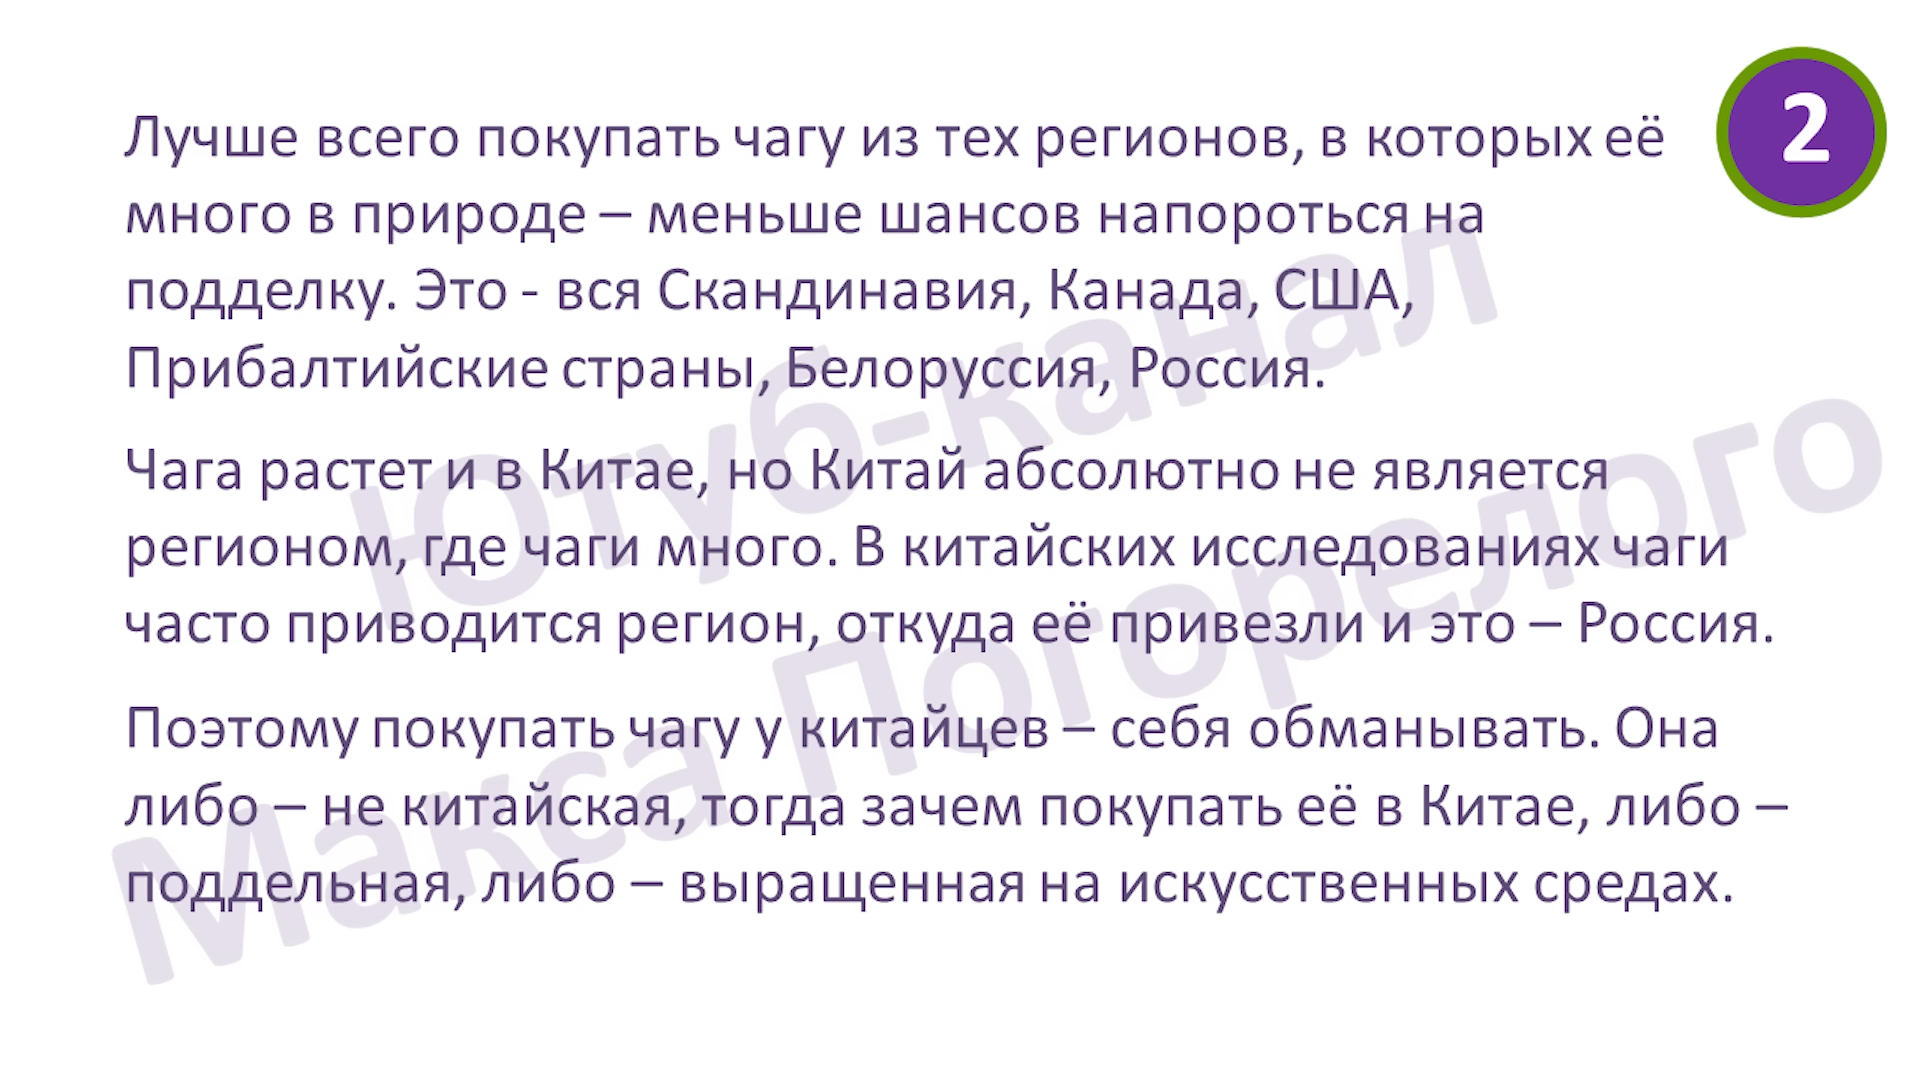 2
Лучше всего покупать чагу из тех регионов, в которых её
много в природе – меньше шансов напороться на
подделку. Это - вся Скандинавия, Канада, США,
Прибалтийские страны, Белоруссия, Россия.
Чага растет и в Китае, но Китай абсолютно не является
регионом, где чаги много. В китайских исследованиях чаги
часто приводится регион, откуда её привезли и это – Россия.
Поэтому покупать чагу у китайцев – себя обманывать. Она
либо – не китайская, тогда зачем покупать её в Китае, либо –
поддельная, либо – выращенная на искусственных средах.
Ютуб-канал
Макса Погорелого